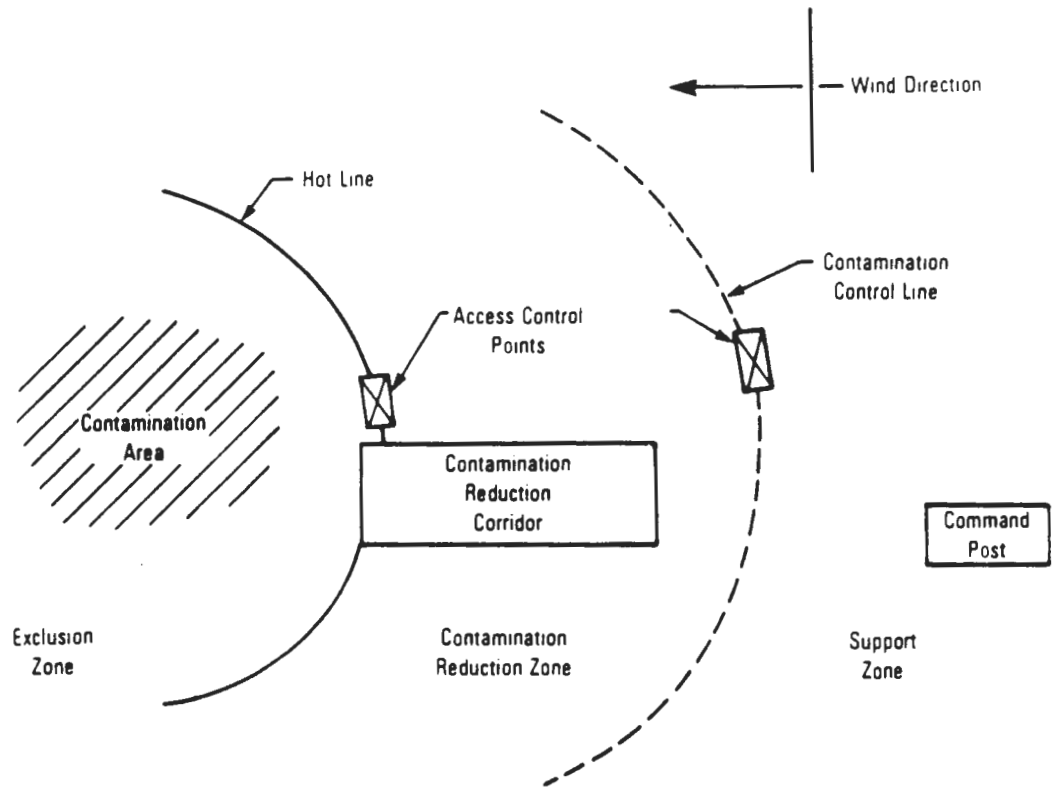 Wind Direction
Hot Line
Contamination
Control Line
Access Control
Points
Contamination
Area
Contamination
Reduction
Corridor
Command
Post
Exclusion
Zone
Contamination
Reduction Zone
Support
Zone